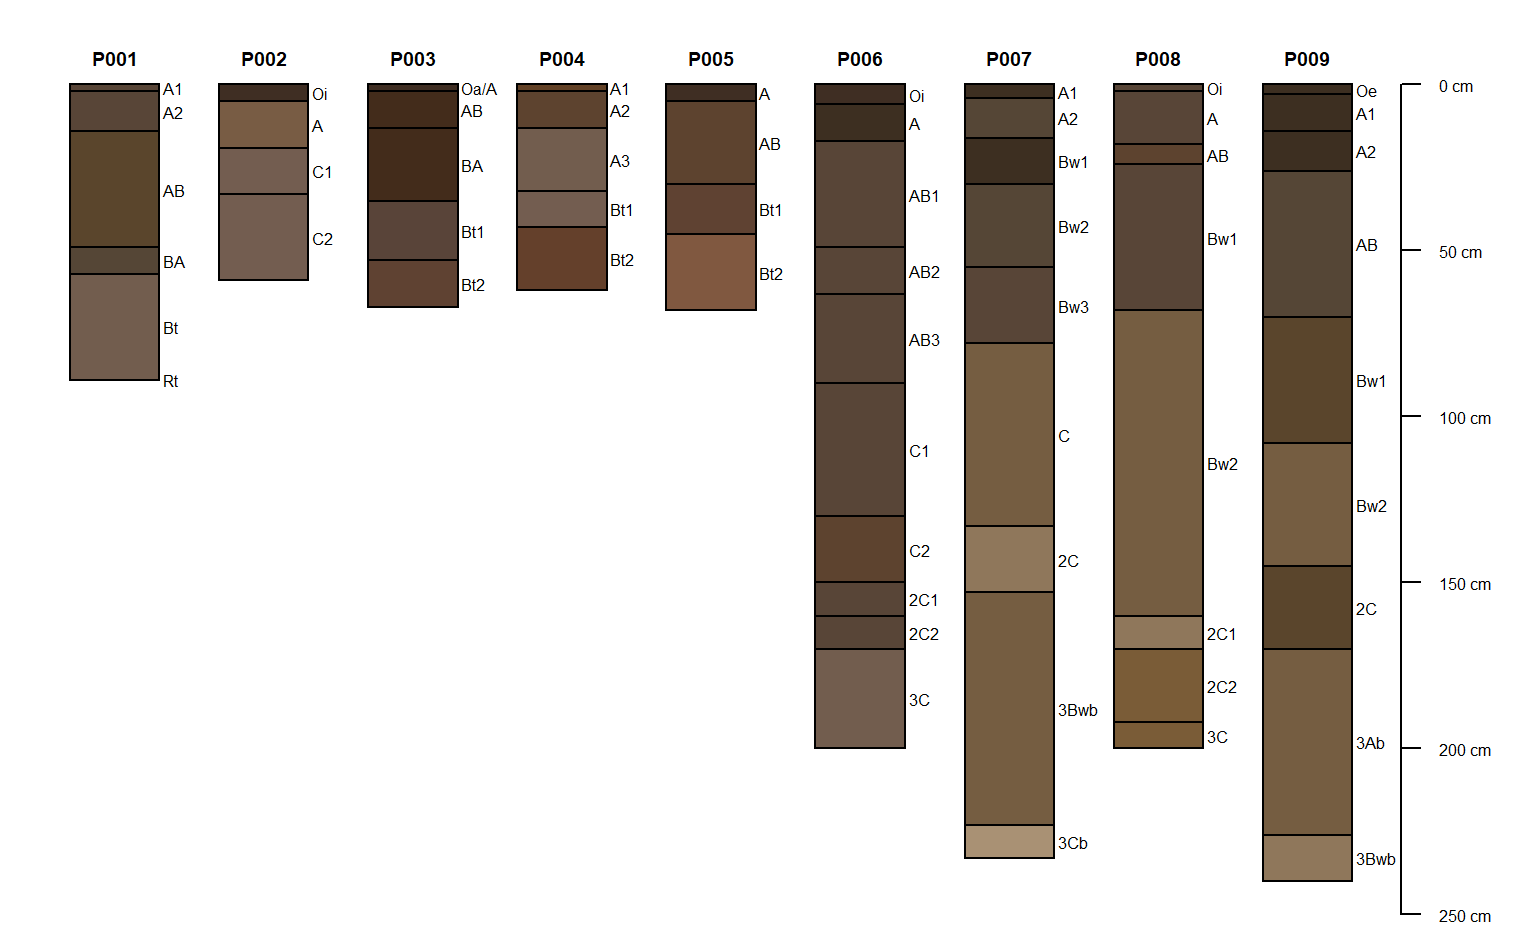 P001
P002
P003
P004
P005
P006
P007
P008
P009
A1
A2
AB
BA
Bt
Rt
Oi
A
C1
C2
Oa/A
AB
BA
Bt1
Bt2
A1
A2
A3
Bt1
Bt2
A
AB
Bt1
Bt2
Oi
A
AB1
AB2
AB3
C1
C2
2C1
2C2
3C
A1
A2
Bw1
Bw2
Bw3
C
2C
3Bwb
3Cb
Oi
A
AB
Bw1
Bw2
2C1
2C2
3C
Oe
A1
A2
AB
Bw1
Bw2
2C
3Ab
3Bwb
0 cm
50 cm
100 cm
150 cm
200 cm
250 cm